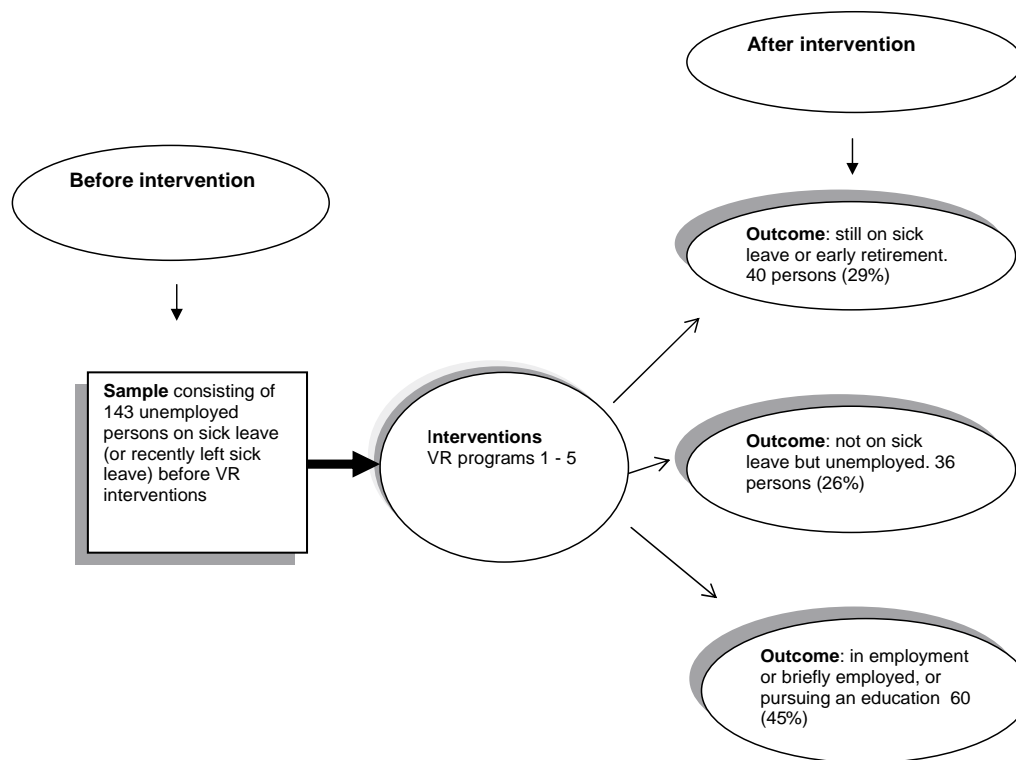 After intervention
Before intervention
Outcome: still on sick
leave or early retirement.
40 persons (29%)
Sample consisting of
143 unemployed
persons on sick leave
(or recently left sick
leave) before VR
interventions
Interventions
VR programs 1 - 5
Outcome: not on sick
leave but unemployed. 36
persons (26%)
Outcome: in employment
or briefly employed, or
pursuing an education  60
(45%)